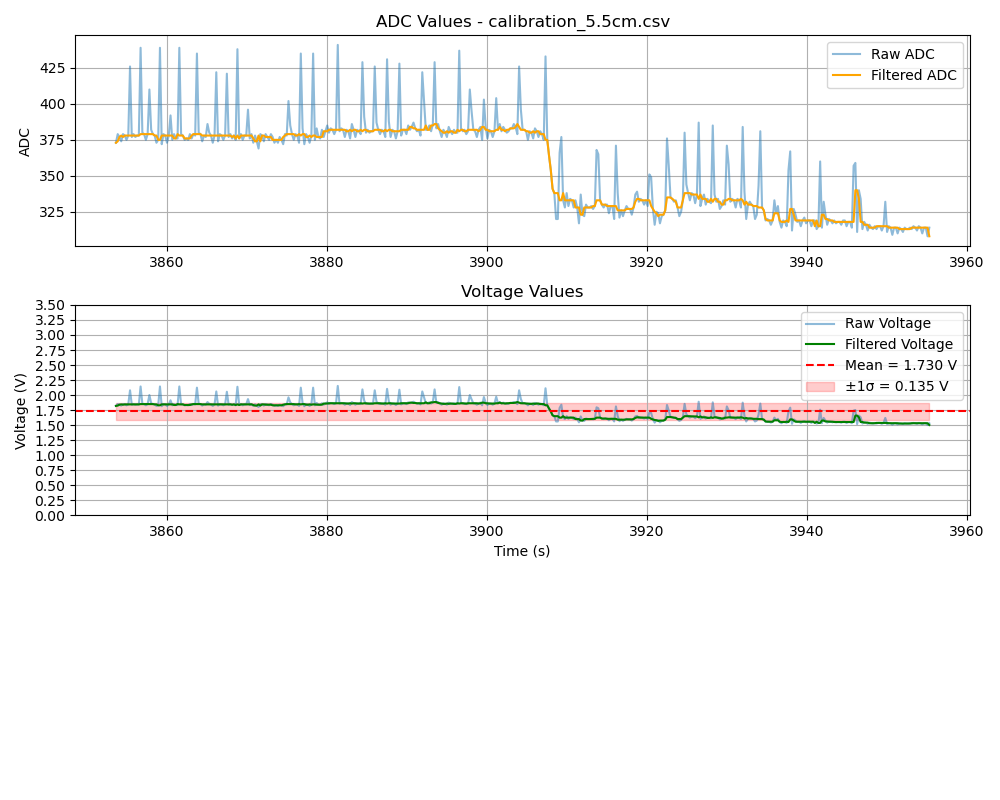 ADC Values - calibration_5.5cm.csv
425
400
375
350
325
ADC
Raw ADC
Filtered ADC
3860 3880 3900 3920 3940 3960
Voltage Values
3.50
3.25
3.00
2.75
2.50
2.25
2.00
1.75
1.50
1.25
1.00
0.75
0.50
0.25
0.00
Voltage (V)
Raw Voltage
Filtered Voltage
Mean = 1.730 V
±1σ = 0.135 V
3860 3880 3900 3920 3940 3960
Time (s)